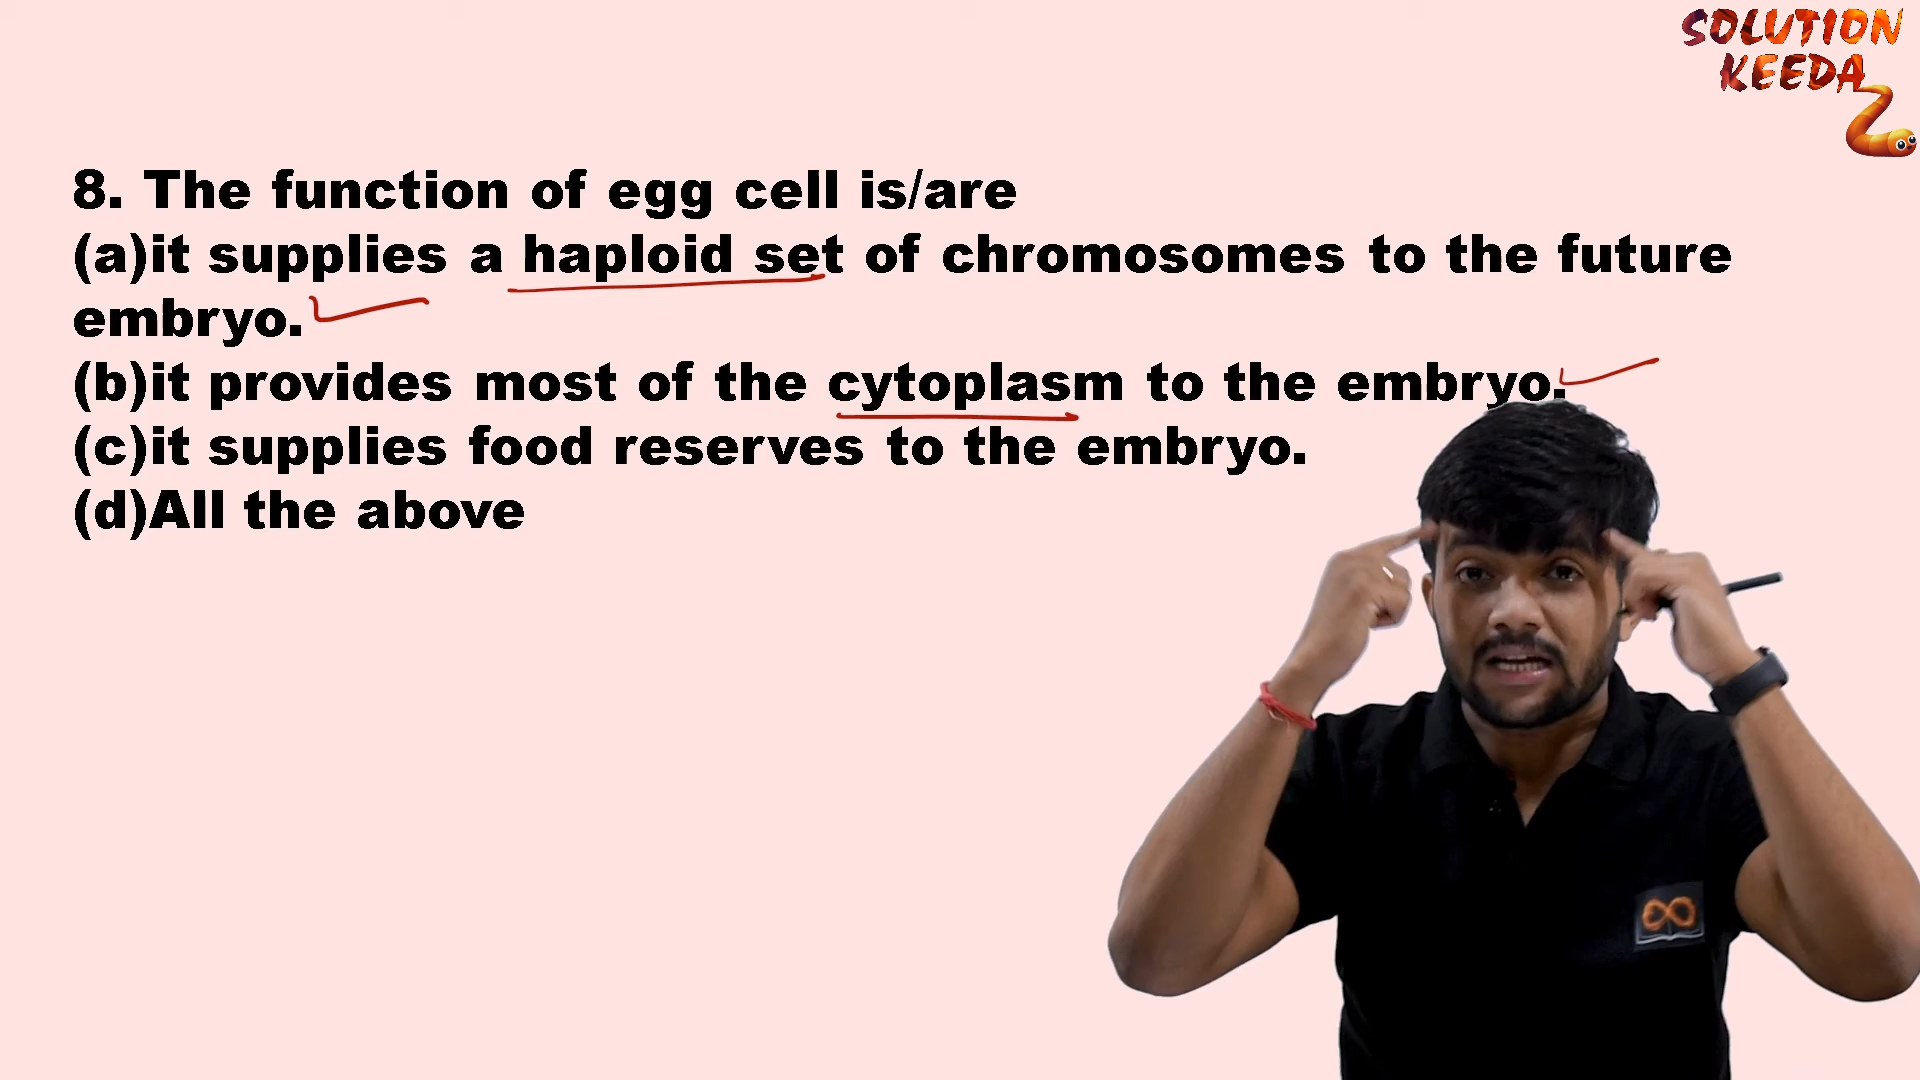 SOLUTION
KEEDA
8. The function of egg cell is/are
(a)it supplies a haploid set of chromosomes to the future
embryo.
(b)it provides most of the cytoplasm to the embryo.
(c)it supplies food reserves to the embryo.
(d)All the above